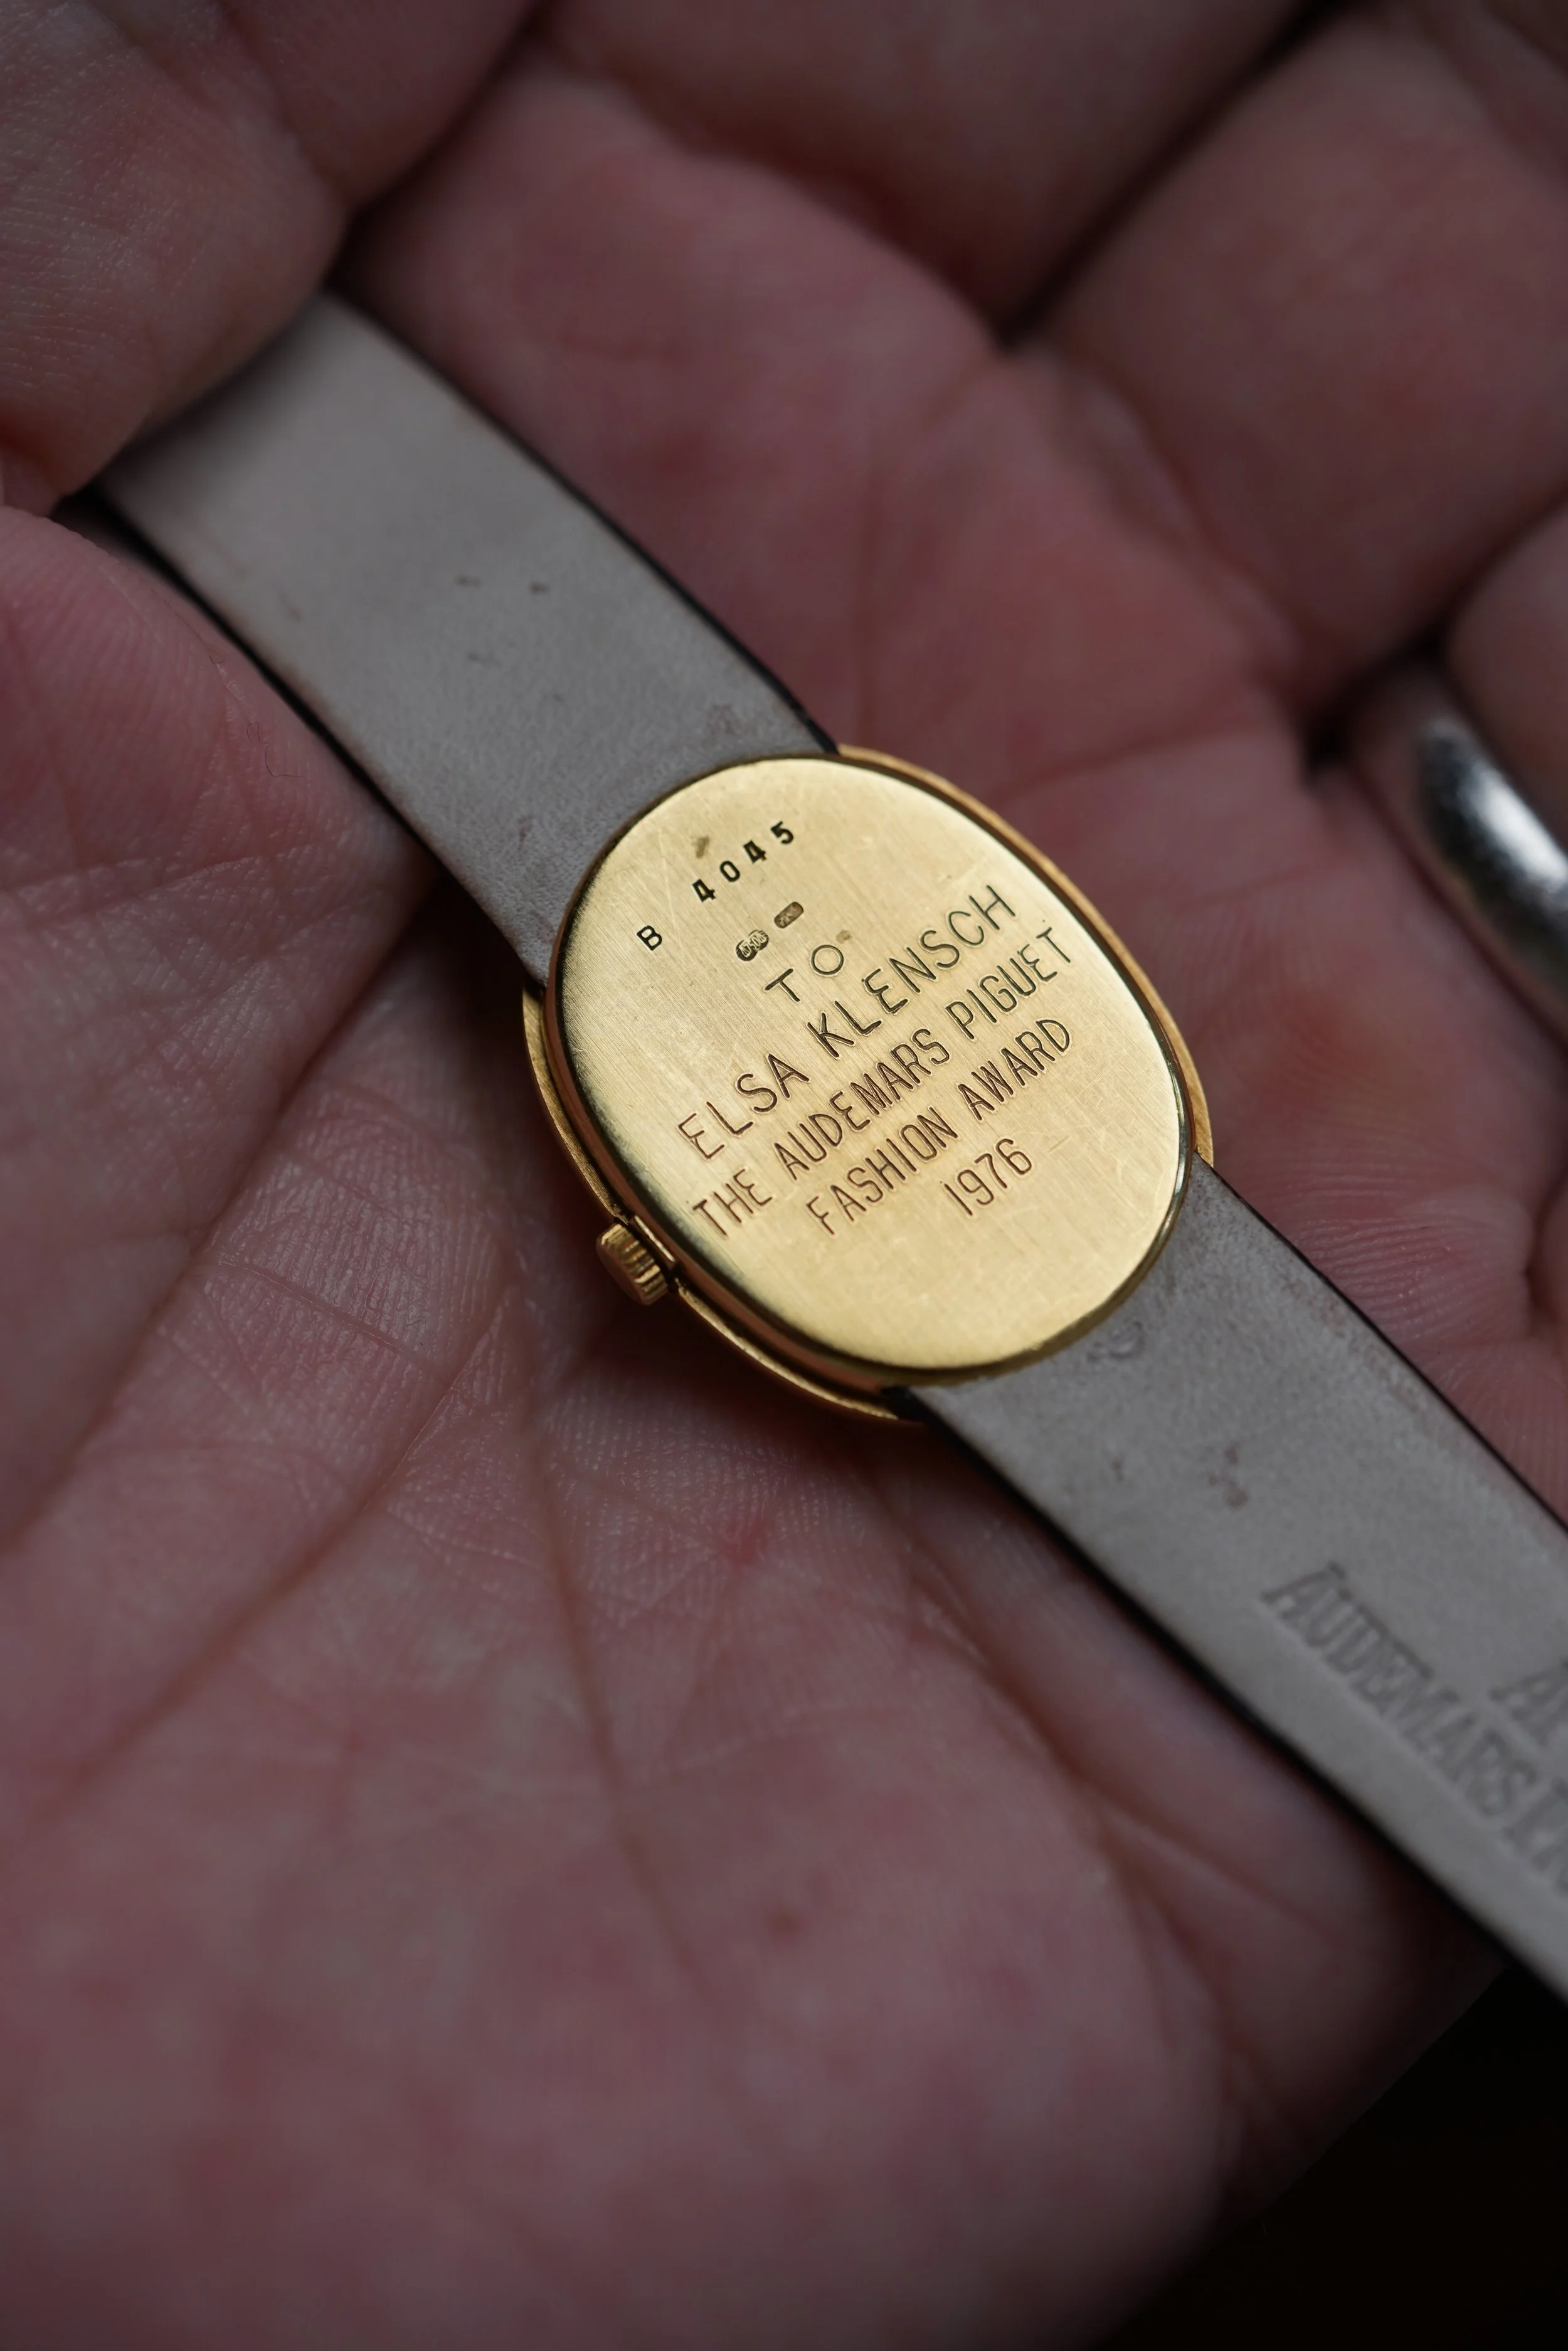 B 4045
TO
ELSA KLENSCH
THE AUDEMARS PIGUET
FASHION AWARD
1976
AUDEMARS